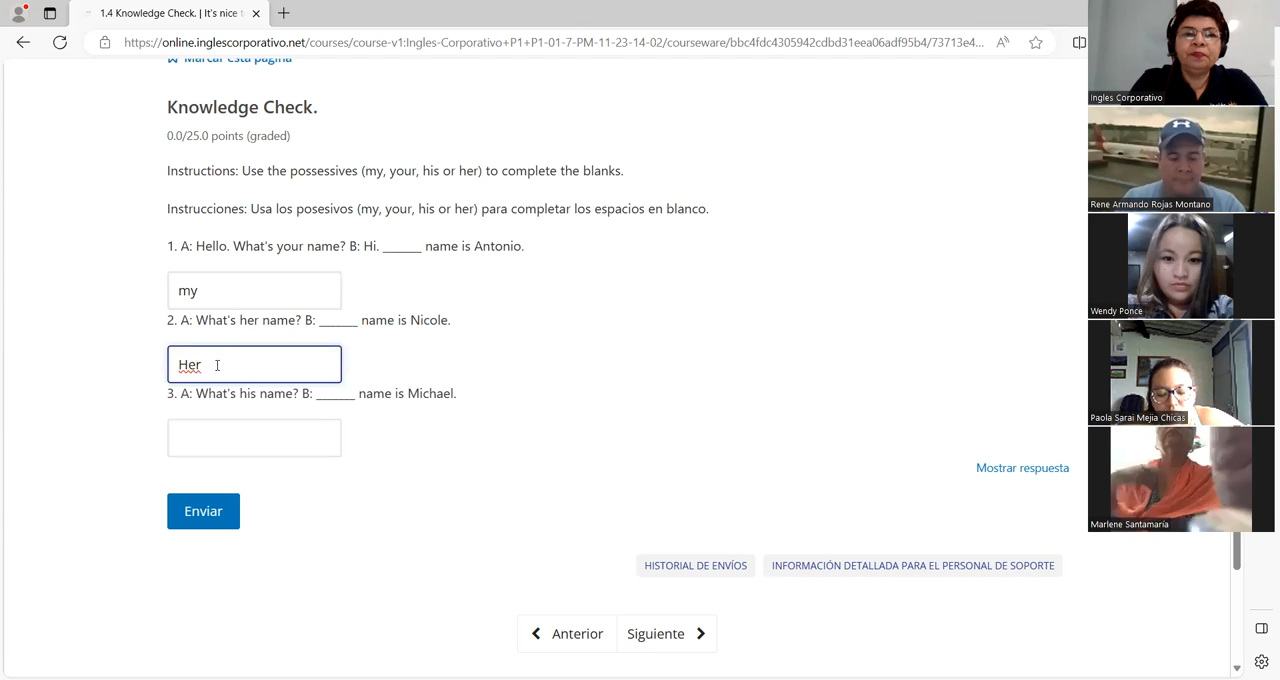 1.4 Knowledge Check. | It's nice t
https://online.inglescorporativo.net/courses/course-v1:Ingles-Corporativo+P1+P1-01-7-PM-11-23-14-02/courseware/bbc4fdc4305942cdbd31eea06adf95b4/73713e4...
Marcar esta página
Knowledge Check.
0.0/25.0 points (graded)
Instructions: Use the possessives (my, your, his or her) to complete the blanks.
Instrucciones: Usa los posesivos (my, your, his or her) para completar los espacios en blanco.
1. A: Hello. What's your name? B: Hi. ______ name is Antonio.
my
2. A: What's her name? B: ______ name is Nicole.
Her
3. A: What's his name? B: ______ name is Michael.
Mostrar respuesta
Enviar
HISTORIAL DE ENVÍOS
INFORMACIÓN DETALLADA PARA EL PERSONAL DE SOPORTE
Anterior
Siguiente
Ingles Corporativo
Rene Armando Rojas Montano
Wendy Ponce
Paola Sarai Mejia Chicas
Marlene Santamaría